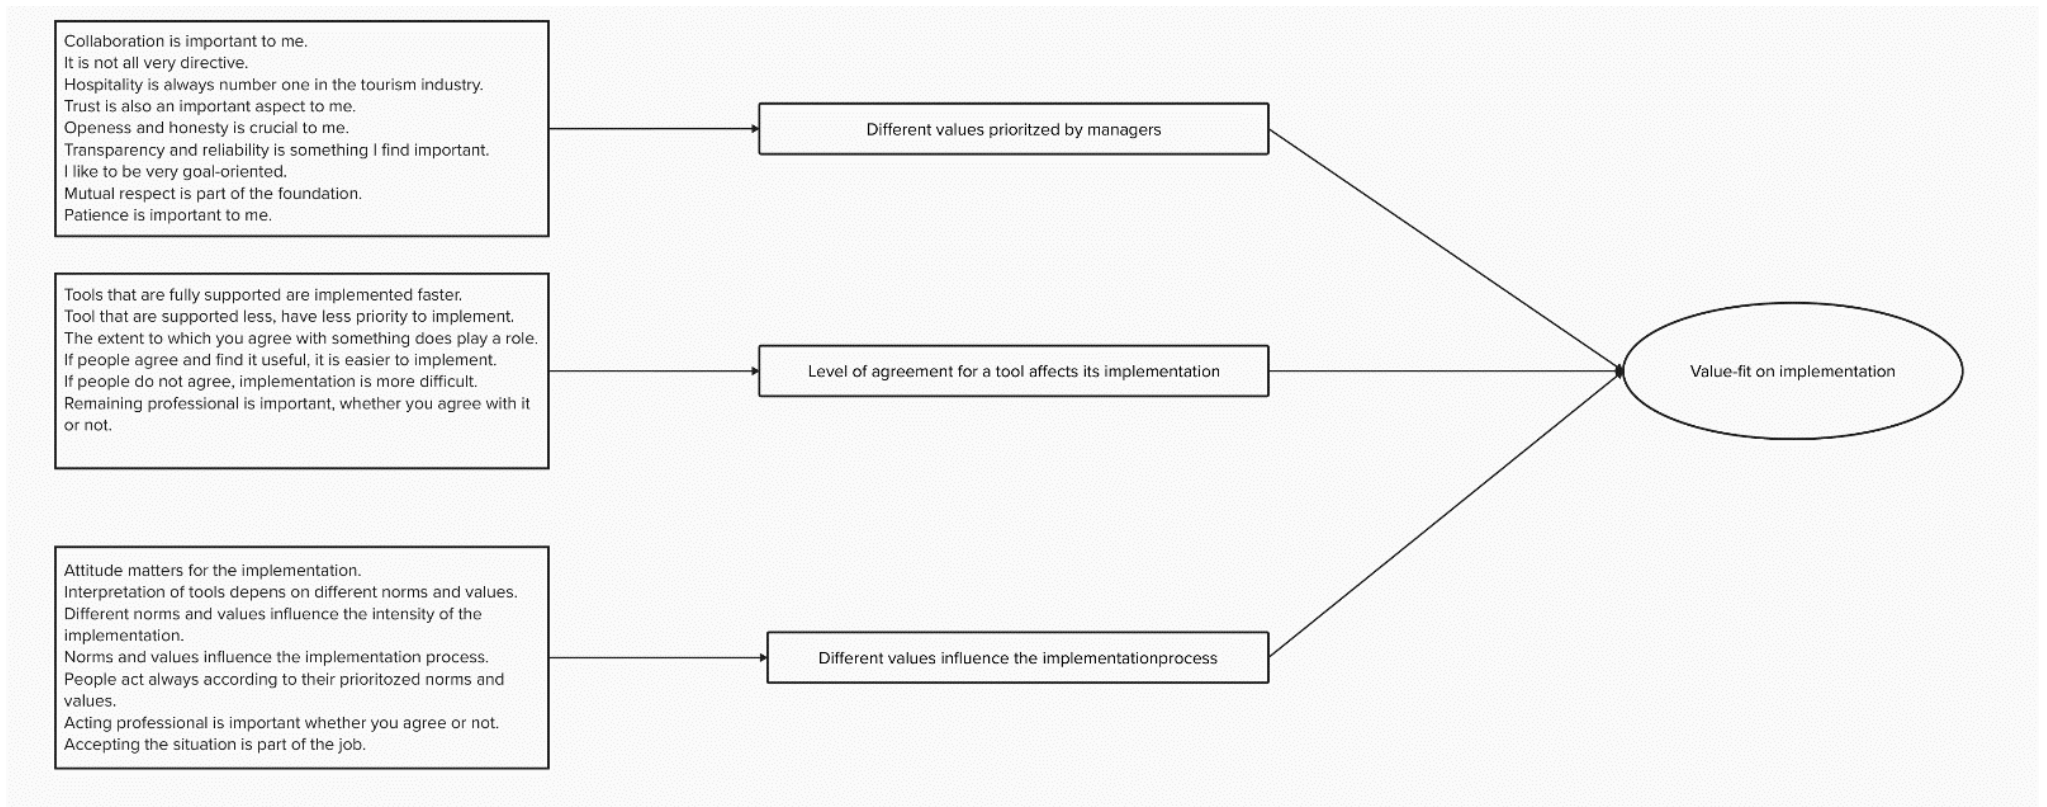 Collaboration is important to me.
It is not all very directive.
Hospitality is always number one in the tourism industry.
Trust is also an important aspect to me.
Openess and honesty is crucial to me.
Transparency and reliability is something I find important.
I like to be very goal-oriented.
Mutual respect is part of the foundation.
Patience is important to me.
Different values prioritzed by managers
Tools that are fully supported are implemented faster.
Tool that are supported less, have less priority to implement.
The extent to which you agree with something does play a role.
If people agree and find it useful, it is easier to implement.
If people do not agree, implementation is more difficult.
Remaining professional is important, whether you agree with it
or not.
Level of agreement for a tool affects its implementation
Value-fit on implementation
Attitude matters for the implementation.
Interpretation of tools depens on different norms and values.
Different norms and values influence the intensity of the
implementation.
Norms and values influence the implementation process.
People act always according to their prioritozed norms and
values.
Acting professional is important whether you agree or not.
Accepting the situation is part of the job.
Different values influence the implementationprocess